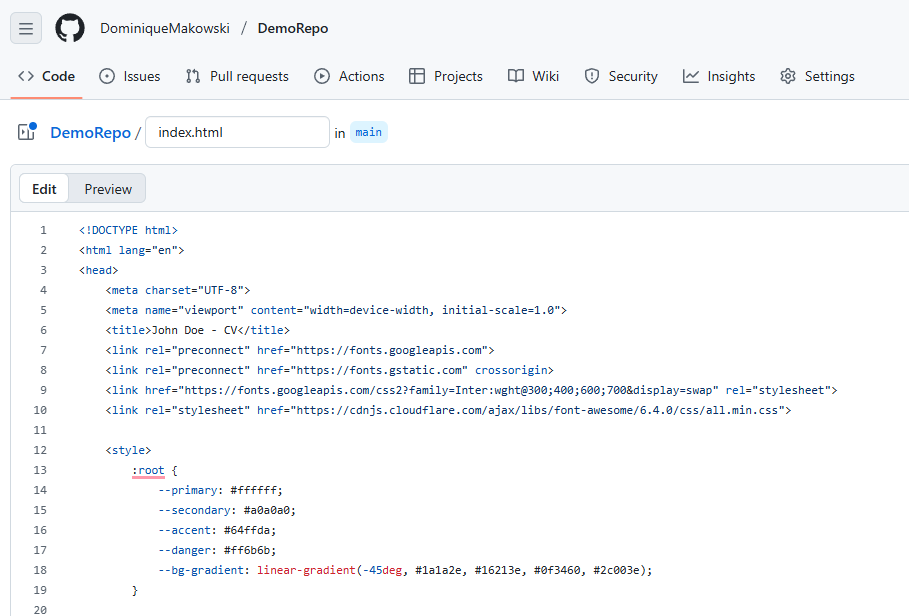 DominiqueMakowski / DemoRepo
Code Issues Pull requests Actions Projects Wiki Security Insights Settings
DemoRepo / index.html in main
Edit Preview
1 <!DOCTYPE html>
2 <html lang="en">
3 <head>
4 <meta charset="UTF-8">
5 <meta name="viewport" content="width=device-width, initial-scale=1.0">
6 <title>John Doe - CV</title>
7 <link rel="preconnect" href="https://fonts.googleapis.com">
8 <link rel="preconnect" href="https://fonts.gstatic.com" crossorigin>
9 <link href="https://fonts.googleapis.com/css2?family=Inter:wght@300;400;600;700&display=swap" rel="stylesheet">
10 <link rel="stylesheet" href="https://cdnjs.cloudflare.com/ajax/libs/font-awesome/6.4.0/css/all.min.css">
11
12 <style>
13 :root {
14 --primary: #ffffff;
15 --secondary: #a0a0a0;
16 --accent: #64ffda;
17 --danger: #ff6b6b;
18 --bg-gradient: linear-gradient(-45deg, #1a1a2e, #16213e, #0f3460, #2c003e);
19 }
20